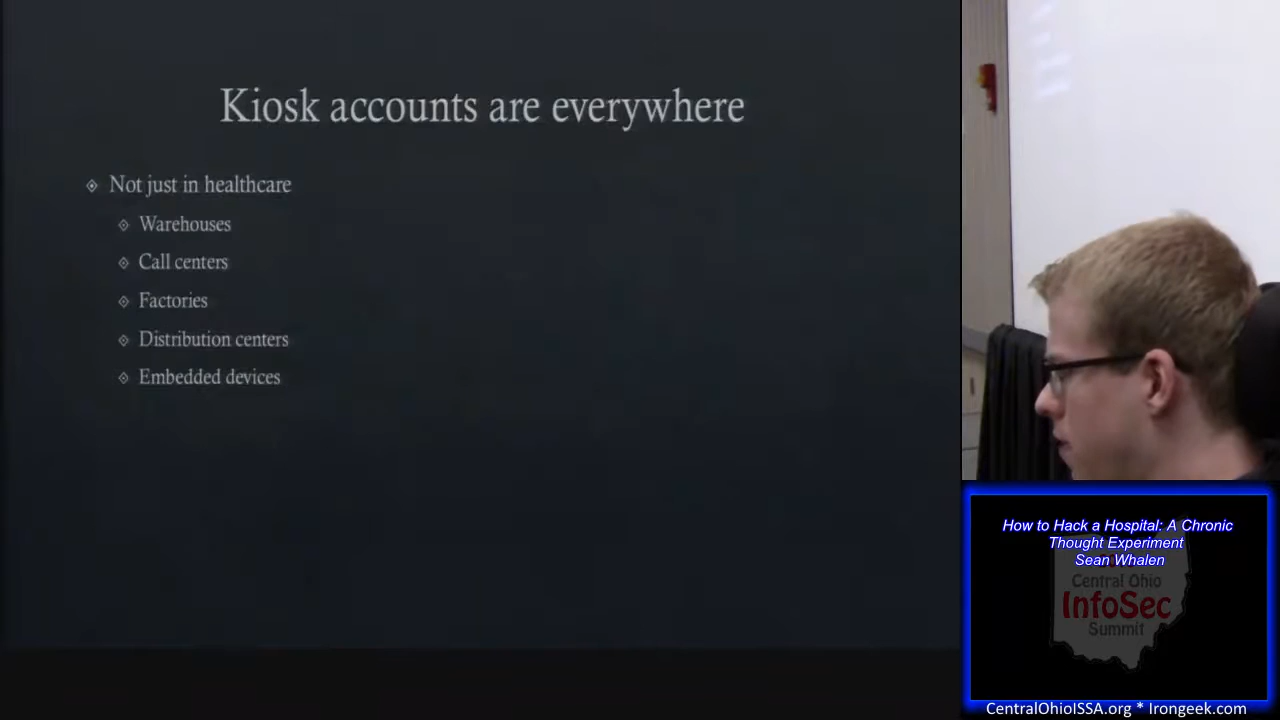 Kiosk accounts are everywhere
Not just in healthcare
Warehouses
Call centers
Factories
Distribution centers
Embedded devices
How to Hack a Hospital: A Chronic
Thought Experiment
Sean Whalen
Central Ohio
InfoSec
Summit
CentralOhioISSA.org * Irongeek.com